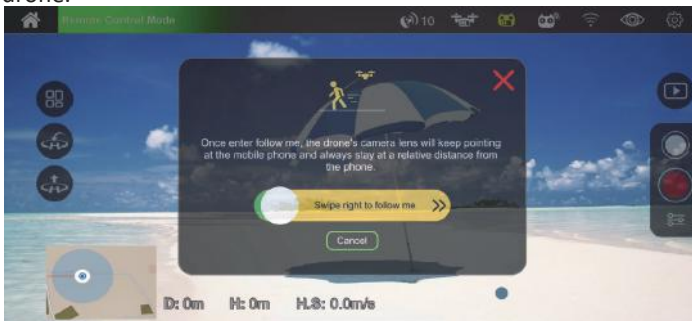 drone.
Remote Control Mode
10
Once enter follow me, the drone's camera lens will keep pointing
at the mobile phone and always stay at a relative distance from
the phone.
Swipe right to follow me
Cancel
D: 0m H: 0m H.S: 0.0m/s